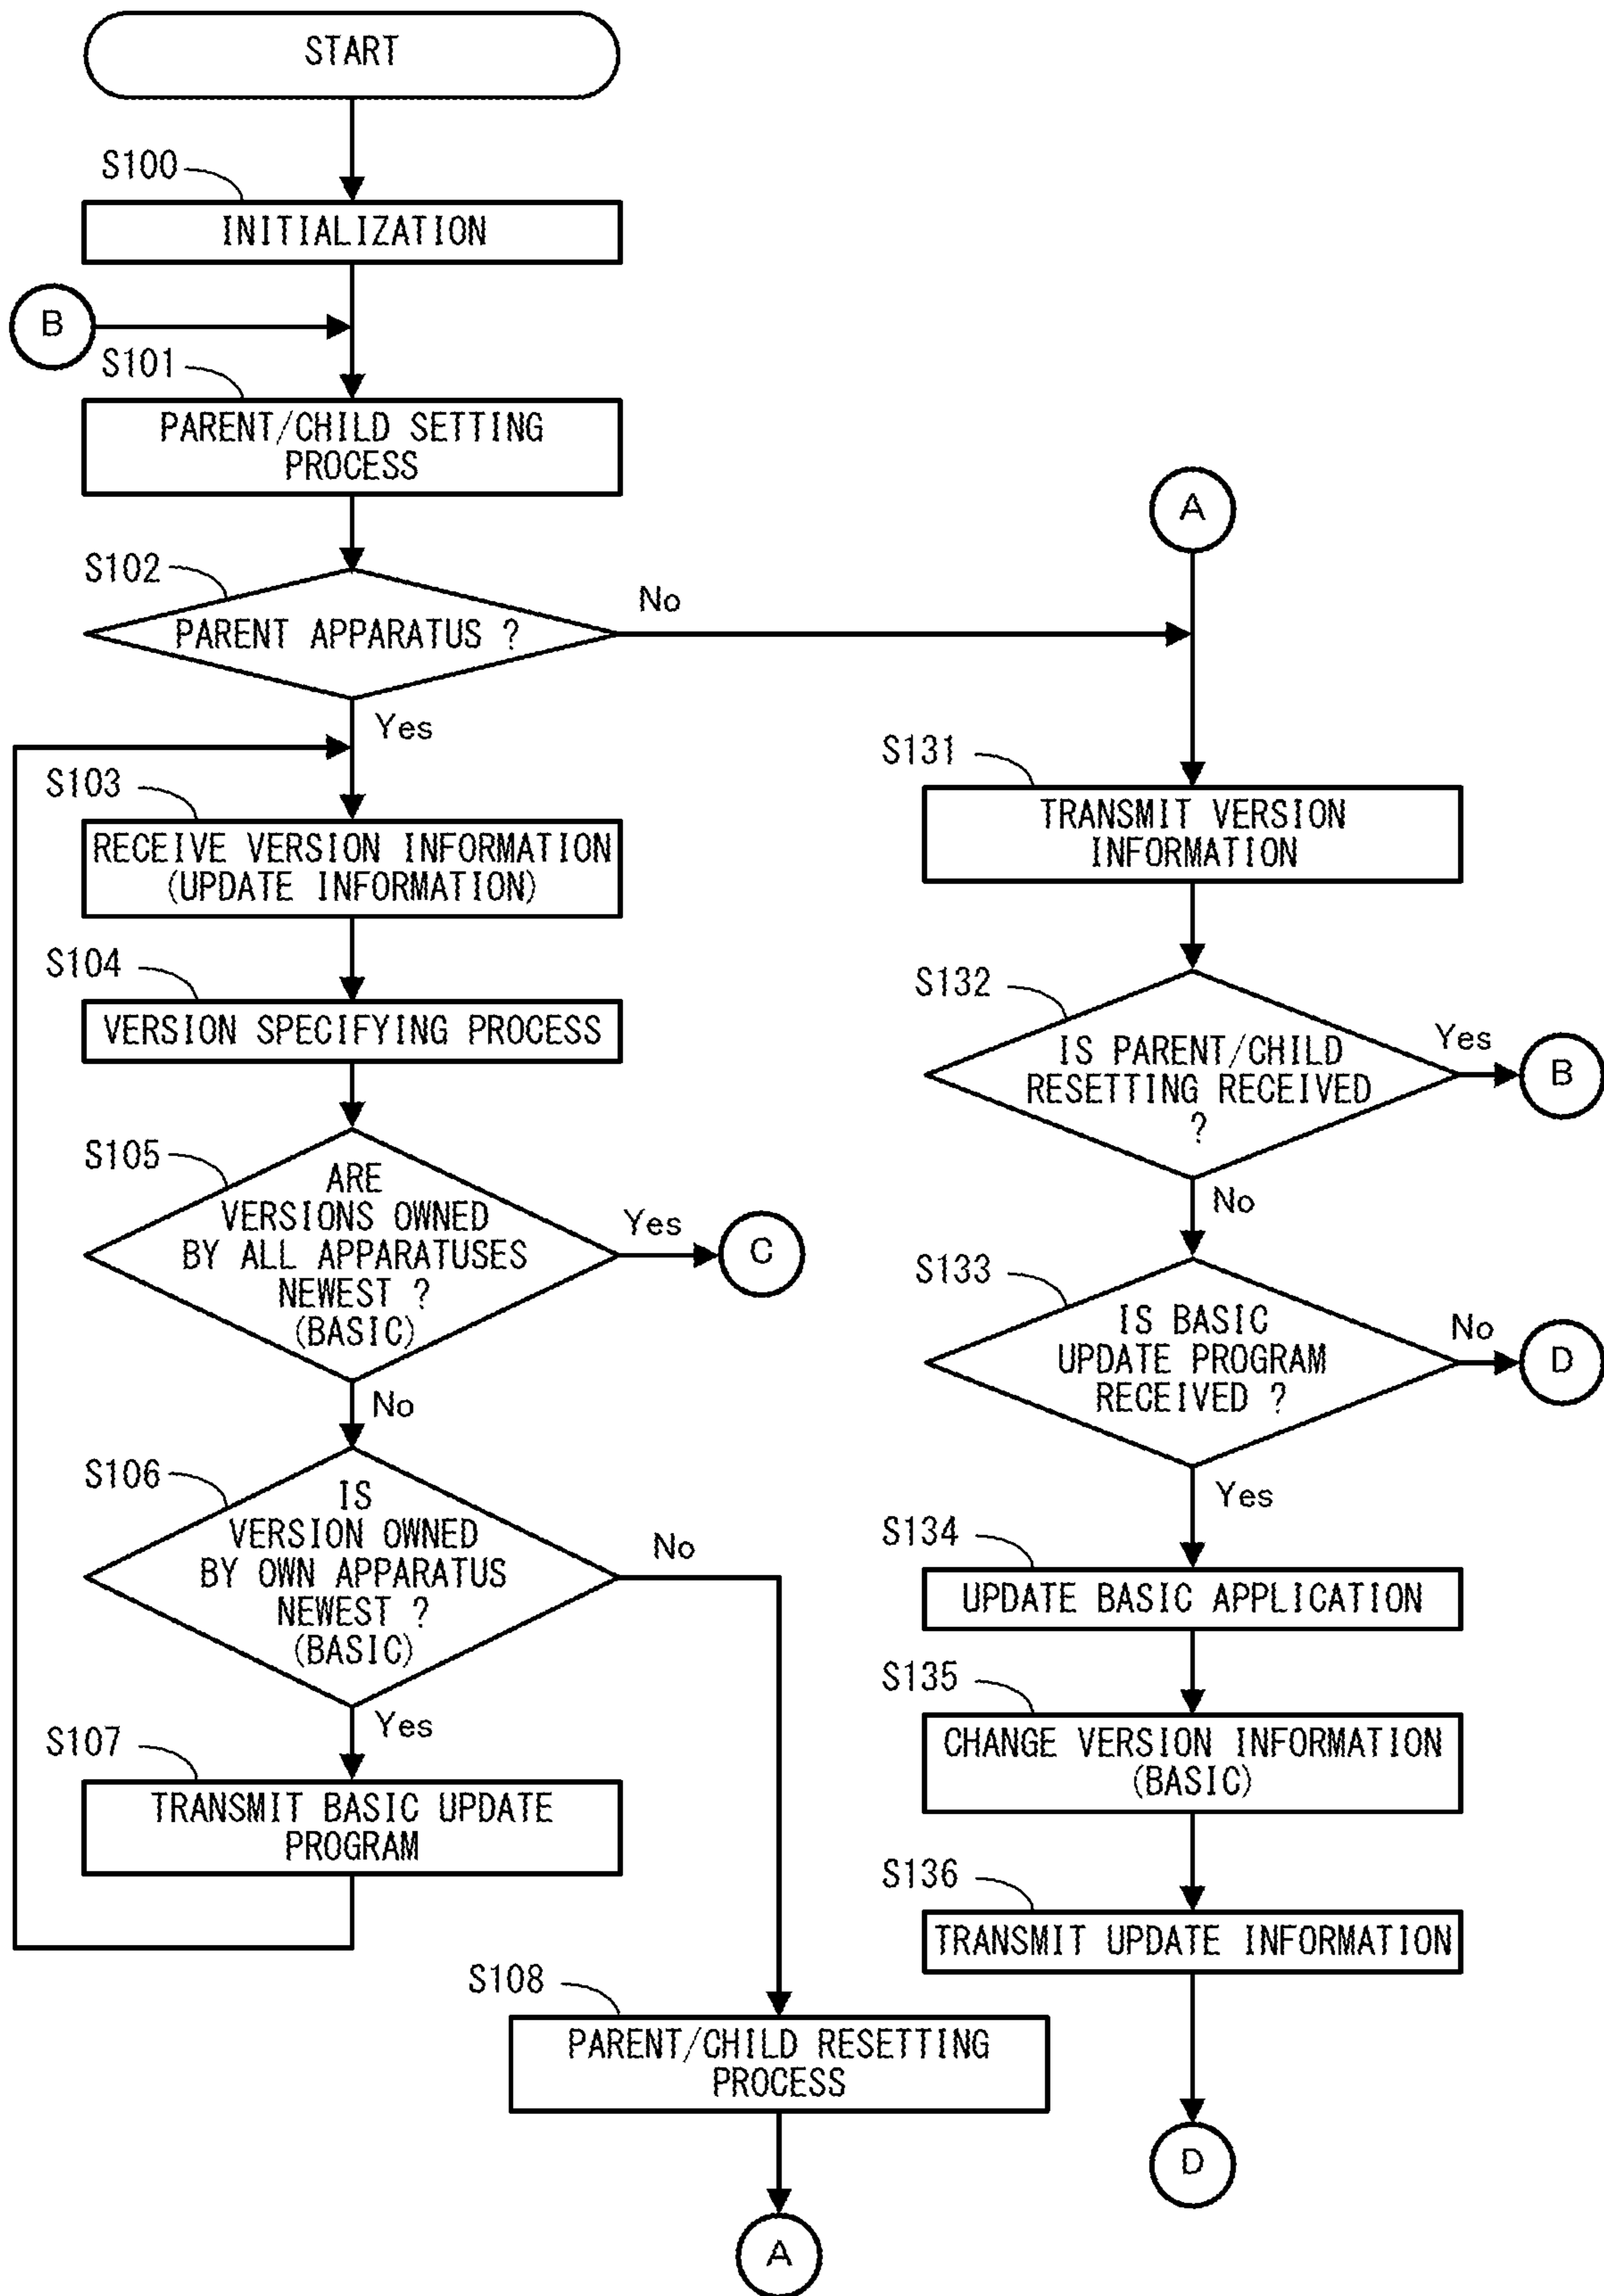 START
S100
INITIALIZATION
B
S101
PARENT/CHILD SETTING
PROCESS
S102
PARENT APPARATUS ?
No
Yes
S103
RECEIVE VERSION INFORMATION
(UPDATE INFORMATION)
S104
VERSION SPECIFYING PROCESS
S105
ARE
VERSIONS OWNED
BY ALL APPARATUSES
NEWEST ?
(BASIC)
Yes
C
No
S106
IS
VERSION OWNED
BY OWN APPARATUS
NEWEST ?
(BASIC)
No
Yes
S107
TRANSMIT BASIC UPDATE
PROGRAM
S108
PARENT/CHILD RESETTING
PROCESS
A
A
S131
TRANSMIT VERSION
INFORMATION
S132
IS PARENT/CHILD
RESETTING RECEIVED
?
Yes
B
No
S133
IS BASIC
UPDATE PROGRAM
RECEIVED ?
No
D
Yes
S134
UPDATE BASIC APPLICATION
S135
CHANGE VERSION INFORMATION
(BASIC)
S136
TRANSMIT UPDATE INFORMATION
D